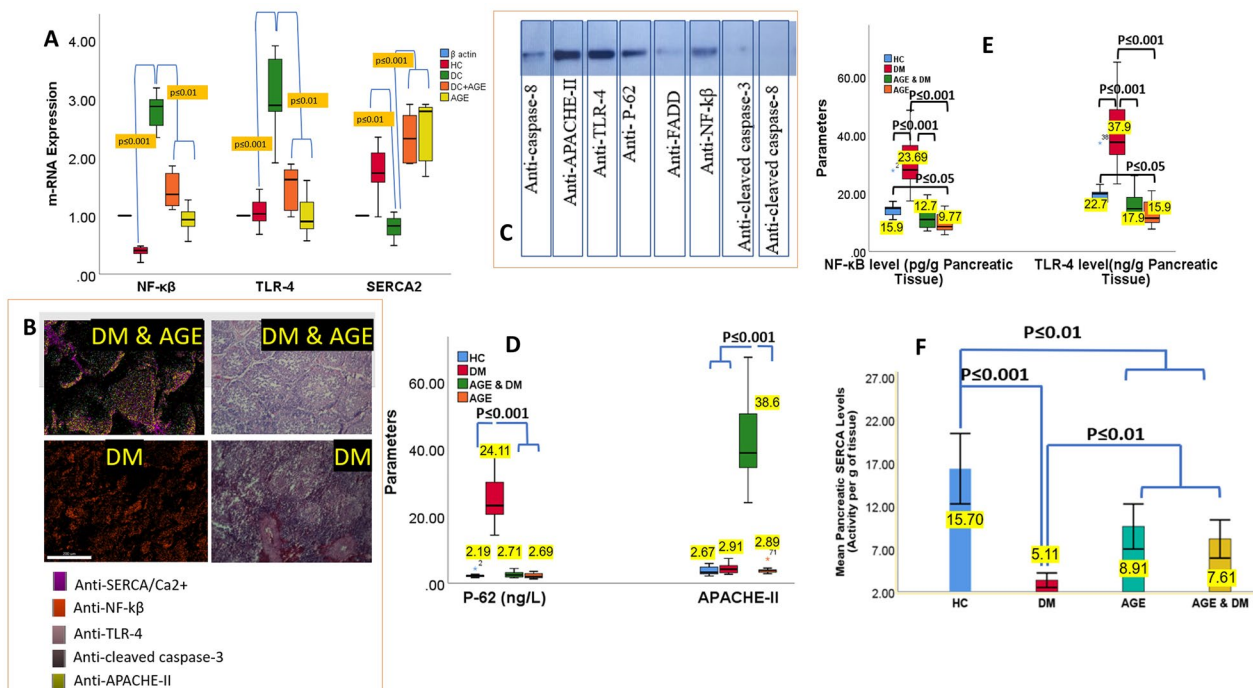 A
m-RNA Expression
4.00
3.00
2.00
1.00
.00
p≤0.001
p≤0.01
p≤0.001
p≤0.01
p≤0.001
p≤0.01
β actin
HC
DC
DC+AGE
AGE
NF-κβ
TLR-4
SERCA2
B
DM & AGE
DM & AGE
DM
DM
Anti-SERCA/Ca2+
Anti-NF-kβ
Anti-TLR-4
Anti-cleaved caspase-3
Anti-APACHE-II
C
Anti-caspase-8
Anti-APACHE-II
Anti-TLR-4
Anti- P-62
Anti-FADD
Anti-NF-kβ
Anti-cleaved caspase-3
Anti-cleaved caspase-8
D
HC
DM
AGE & DM
AGE
Parameters
60.00
40.00
20.00
.00
P≤0.001
24.11
2.19
2
2.71
2.69
P≤0.001
38.6
2.67
2.91
2.89
71
P-62 (ng/L)
APACHE-II
E
HC
DM
AGE & DM
AGE
Parameters
60.00
40.00
20.00
.00
P≤0.001
P≤0.001
P≤0.05
2
23.69
12.7
9.77
15.9
P≤0.001
P≤0.001
P≤0.05
37.9
22.7
17.9
15.9
NF-κB level (pg/g Pancreatic
Tissue)
TLR-4 level(ng/g Pancreatic
Tissue)
F
Mean Pancreatic SERCA Levels
(Activity per g of tissue)
27.00
22.00
17.00
12.00
7.00
2.00
P≤0.01
P≤0.001
P≤0.01
15.70
5.11
8.91
7.61
HC
DM
AGE
AGE & DM